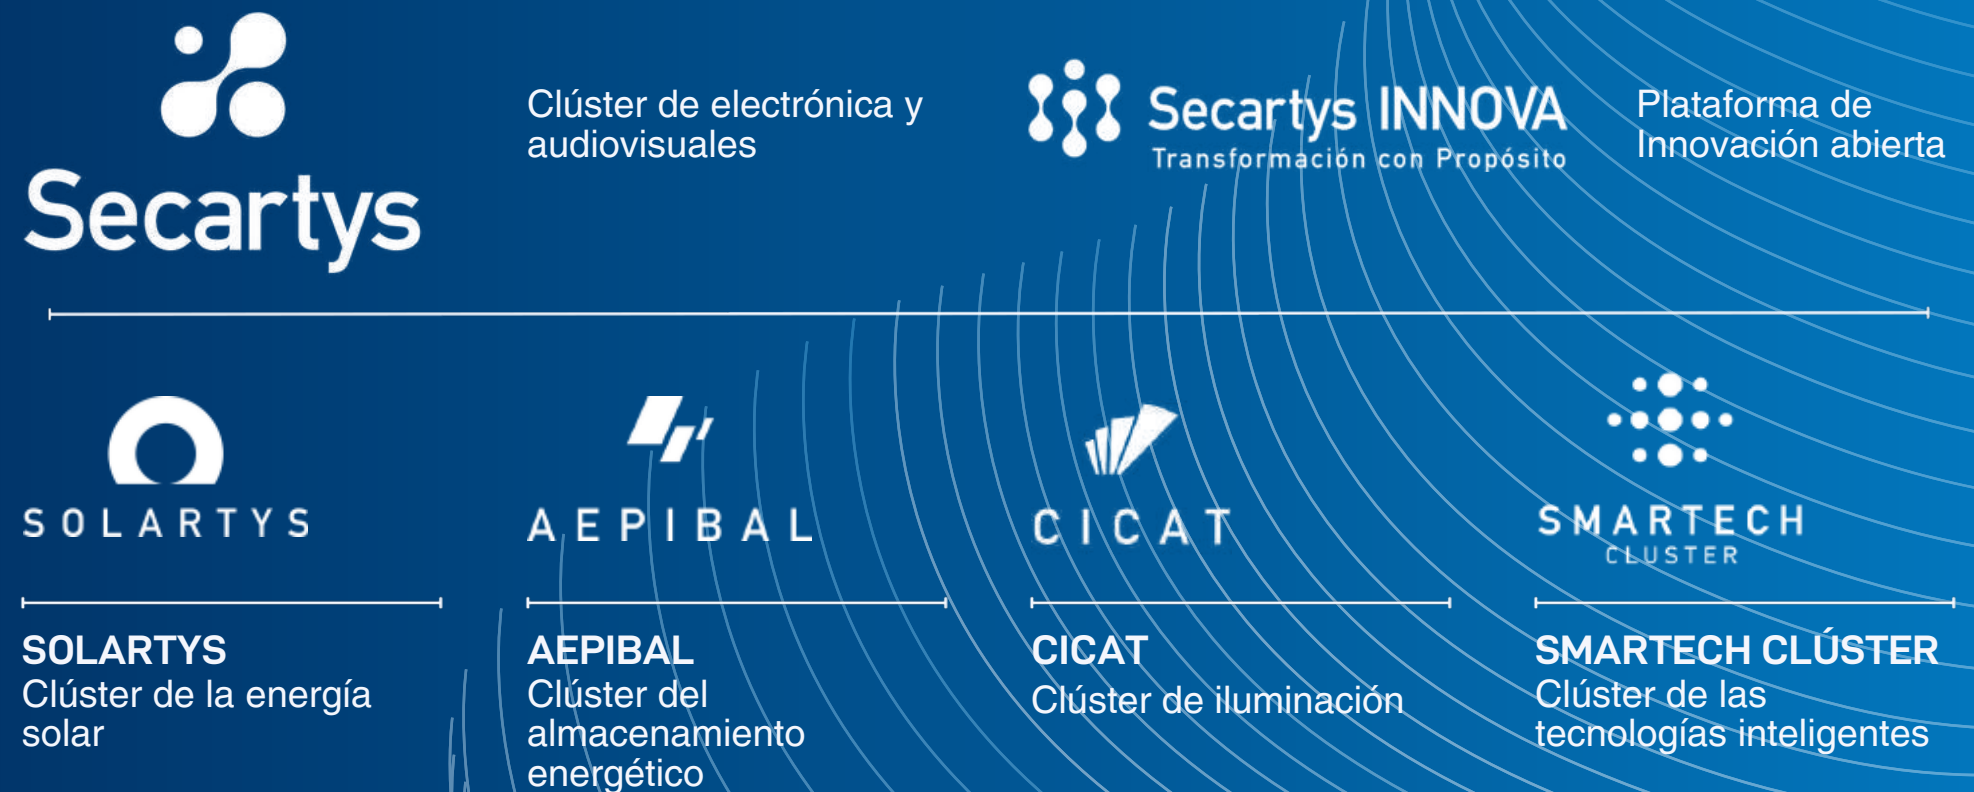 Secartys
Clúster de electrónica y
audiovisuales
Secartys INNOVA
Transformación con Propósito
Plataforma de
Innovación abierta
SOLARTYS
AEPIBAL
CICAT
SMARTECH
CLUSTER
SOLARTYS
Clúster de la energía
solar
AEPIBAL
Clúster del
almacenamiento
energético
CICAT
Clúster de iluminación
SMARTECH CLÚSTER
Clúster de las
tecnologías inteligentes